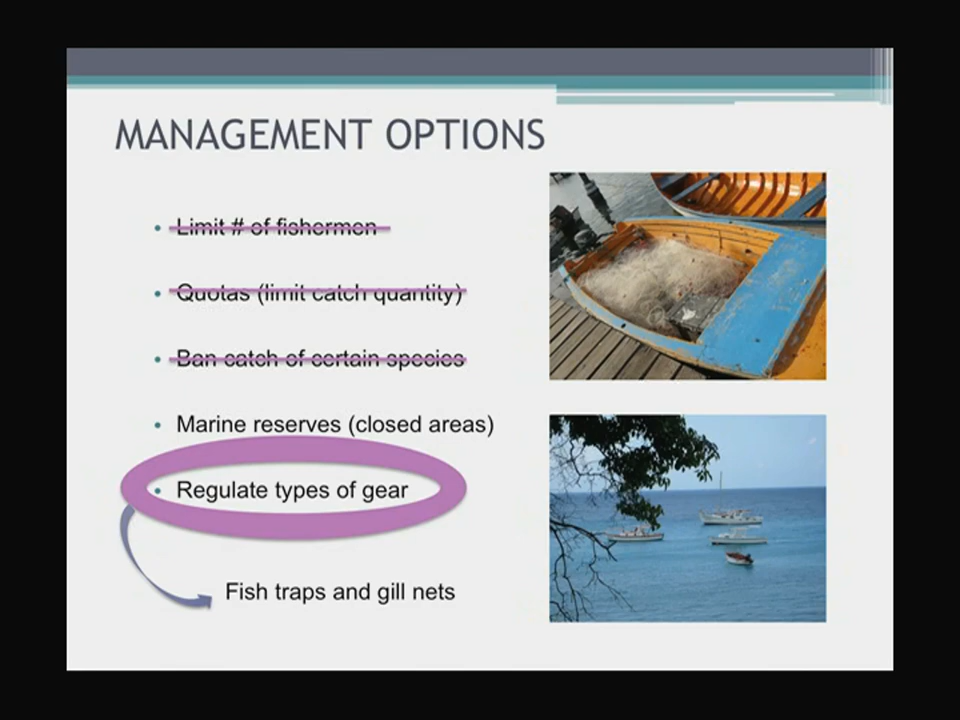 MANAGEMENT OPTIONS
• Limit # of fishermen
• Quotas (limit catch quantity)
• Ban catch of certain species
• Marine reserves (closed areas)
• Regulate types of gear
Fish traps and gill nets